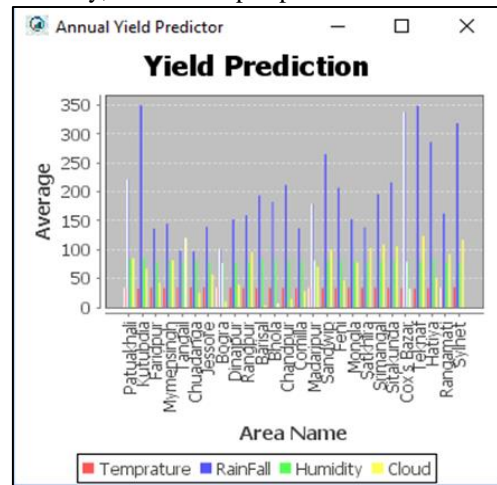 Annual Yield Predictor
Yield Prediction
Average
350
300
250
200
150
100
50
0
Patuakhali
Kutubdia
Faridpur
Mymensingh
Tangail
Chuadanga
Jessore
Bogra
Dinajpur
Rangpur
Barisal
Bhola
Chandpur
Comilla
Madaripur
Sandwip
Feni
Mongla
Satkhira
Srimangal
Sitakunda
Cox's Bazar
Teknaf
Hatiya
Rangamati
Sylhet
Area Name
Temprature RainFall Humidity Cloud